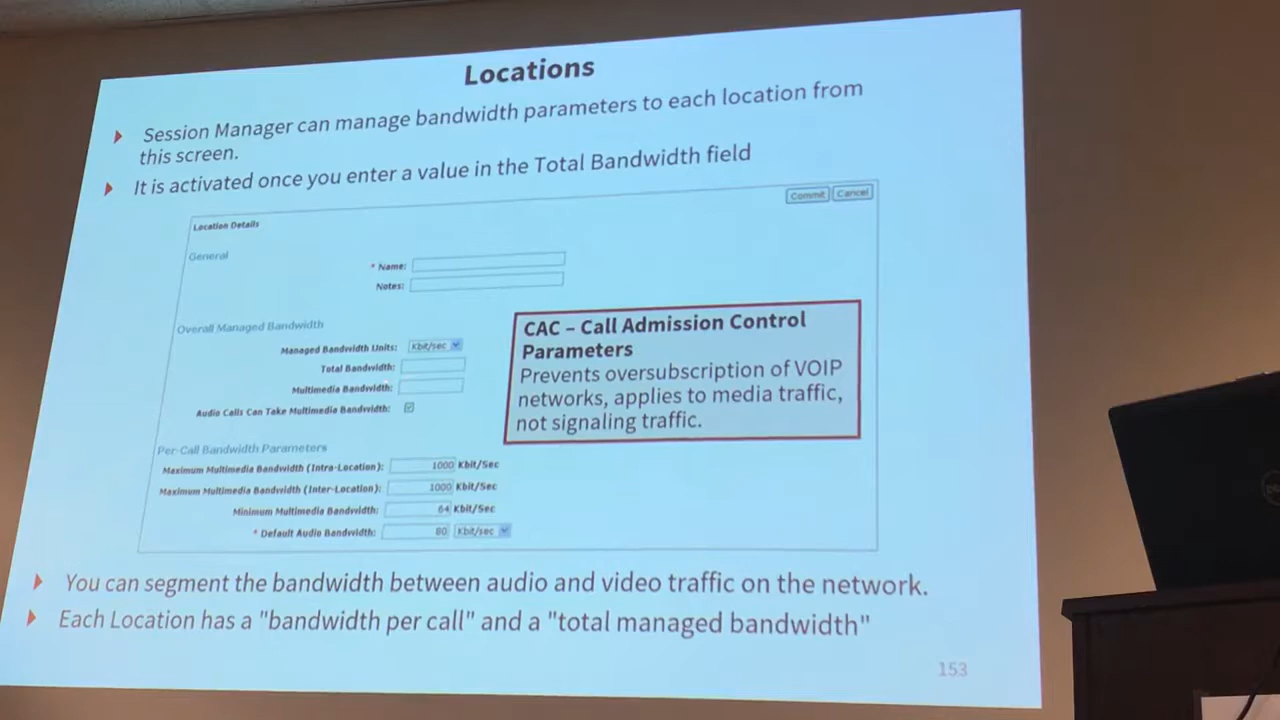 Locations
Session Manager can manage bandwidth parameters to each location from
this screen.
It is activated once you enter a value in the Total Bandwidth field
Commit Cancel
Location Details
General
* Name:
Notes:
Overall Managed Bandwidth
Managed Bandwidth Units: Kbit/sec
Total Bandwidth:
Multimedia Bandwidth:
Audio Calls Can Take Multimedia Bandwidth:
CAC – Call Admission Control
Parameters
Prevents oversubscription of VOIP
networks, applies to media traffic,
not signaling traffic.
Per-Call Bandwidth Parameters
Maximum Multimedia Bandwidth (Intra-Location): 1000 Kbit/Sec
Maximum Multimedia Bandwidth (Inter-Location): 1000 Kbit/Sec
Minimum Multimedia Bandwidth: 64 Kbit/Sec
* Default Audio Bandwidth: 80 Kbit/sec
You can segment the bandwidth between audio and video traffic on the network.
Each Location has a "bandwidth per call" and a "total managed bandwidth"
153